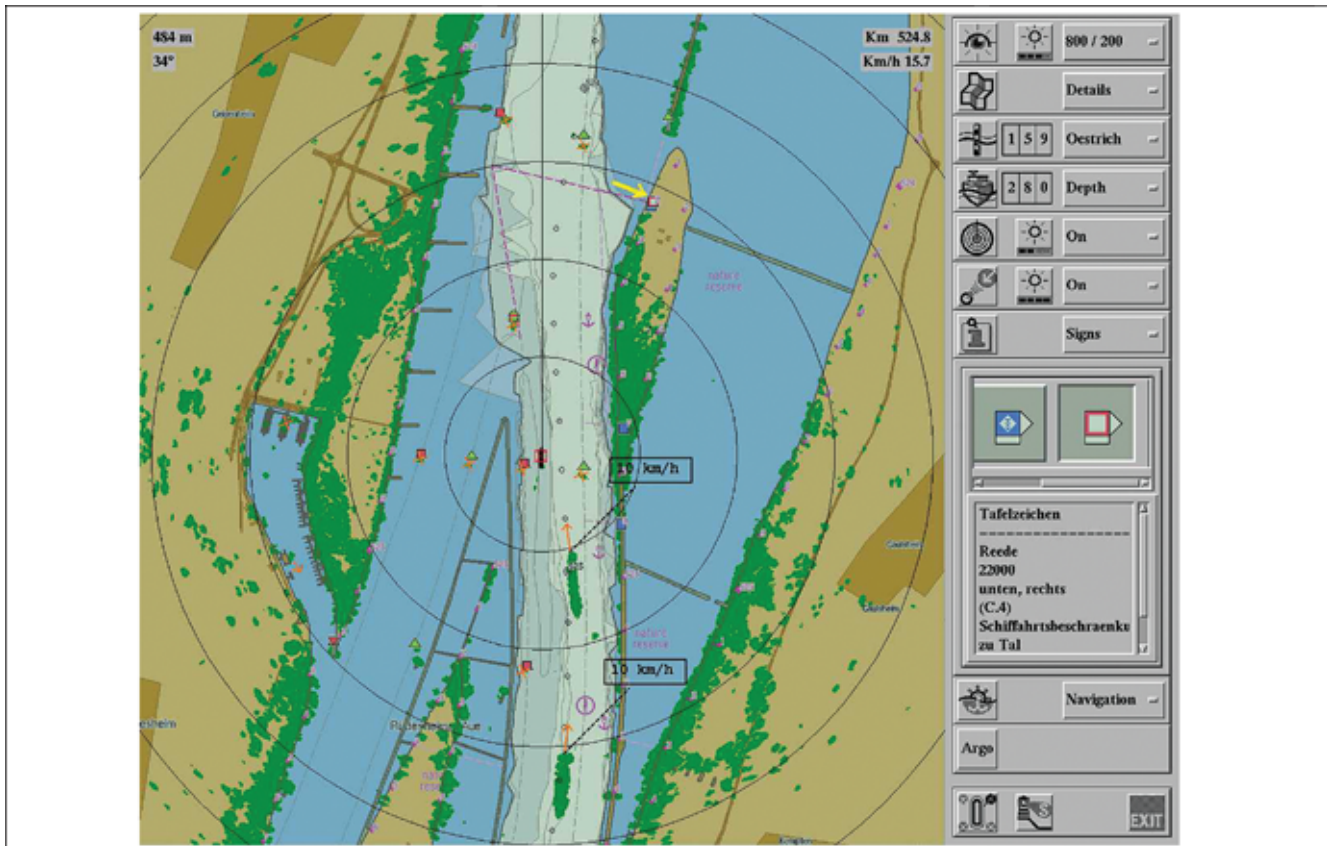 484 m
34°
Km 524.8
Km/h 15.7
nature
reserve
10 km/h
nature
reserve
10 km/h
esheim
800 / 200
Details
1 5 9
Oestrich
2 8 0
Depth
On
On
Signs
Tafelzeichen
Reede
22000
unten, rechts
(C.4)
Schiffahrtsbeschraenku
zu Tal
Navigation
Argo
EXIT